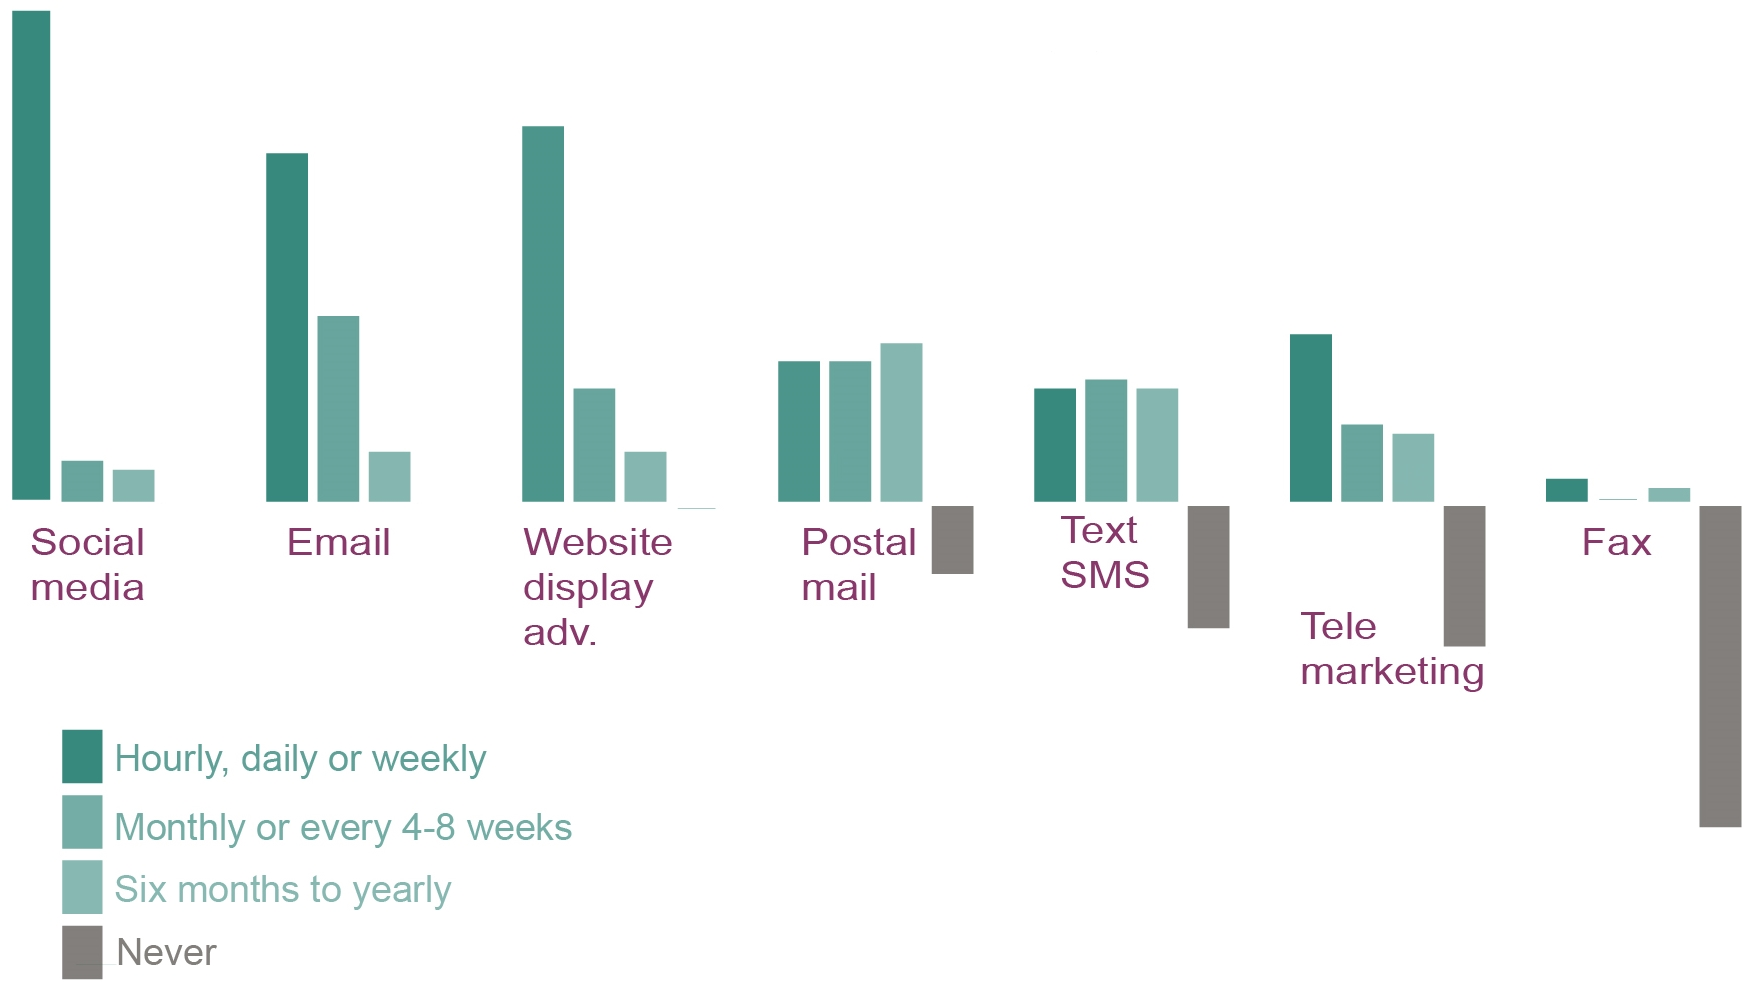 Social
media
Email
Website
display
adv.
Postal
mail
Text
SMS
Tele
marketing
Fax
Hourly, daily or weekly
Monthly or every 4-8 weeks
Six months to yearly
Never